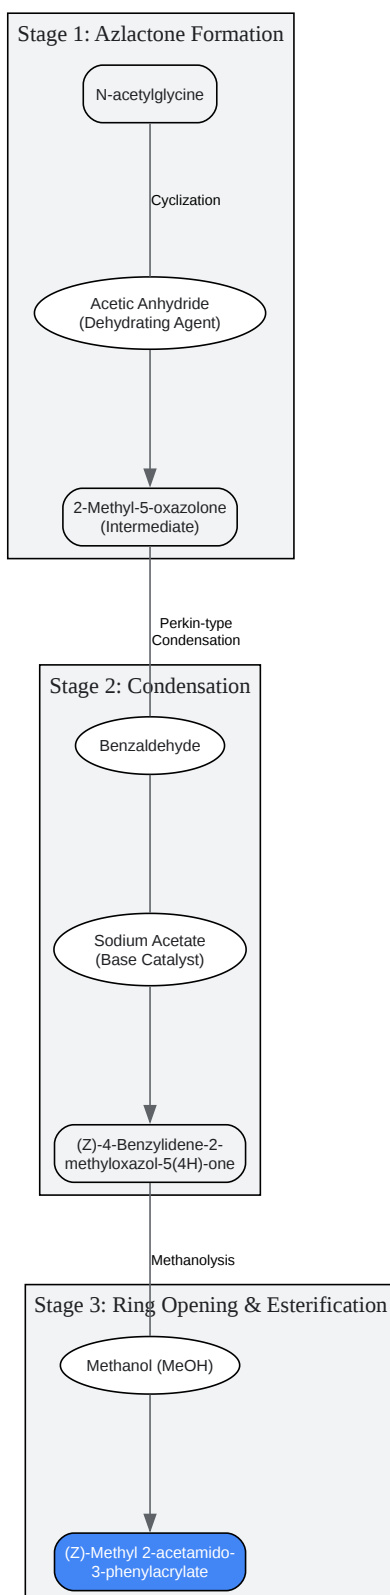 Stage 1: Azlactone Formation
N-acetylglycine
Cyclization
Acetic Anhydride
(Dehydrating Agent)
2-Methyl-5-oxazolone
(Intermediate)
Perkin-type
Condensation
Stage 2: Condensation
Benzaldehyde
Sodium Acetate
(Base Catalyst)
(Z)-4-Benzylidene-2-
methyloxazol-5(4H)-one
Methanolysis
Stage 3: Ring Opening & Esterification
Methanol (MeOH)
(Z)-Methyl 2-acetamido-
3-phenylacrylate